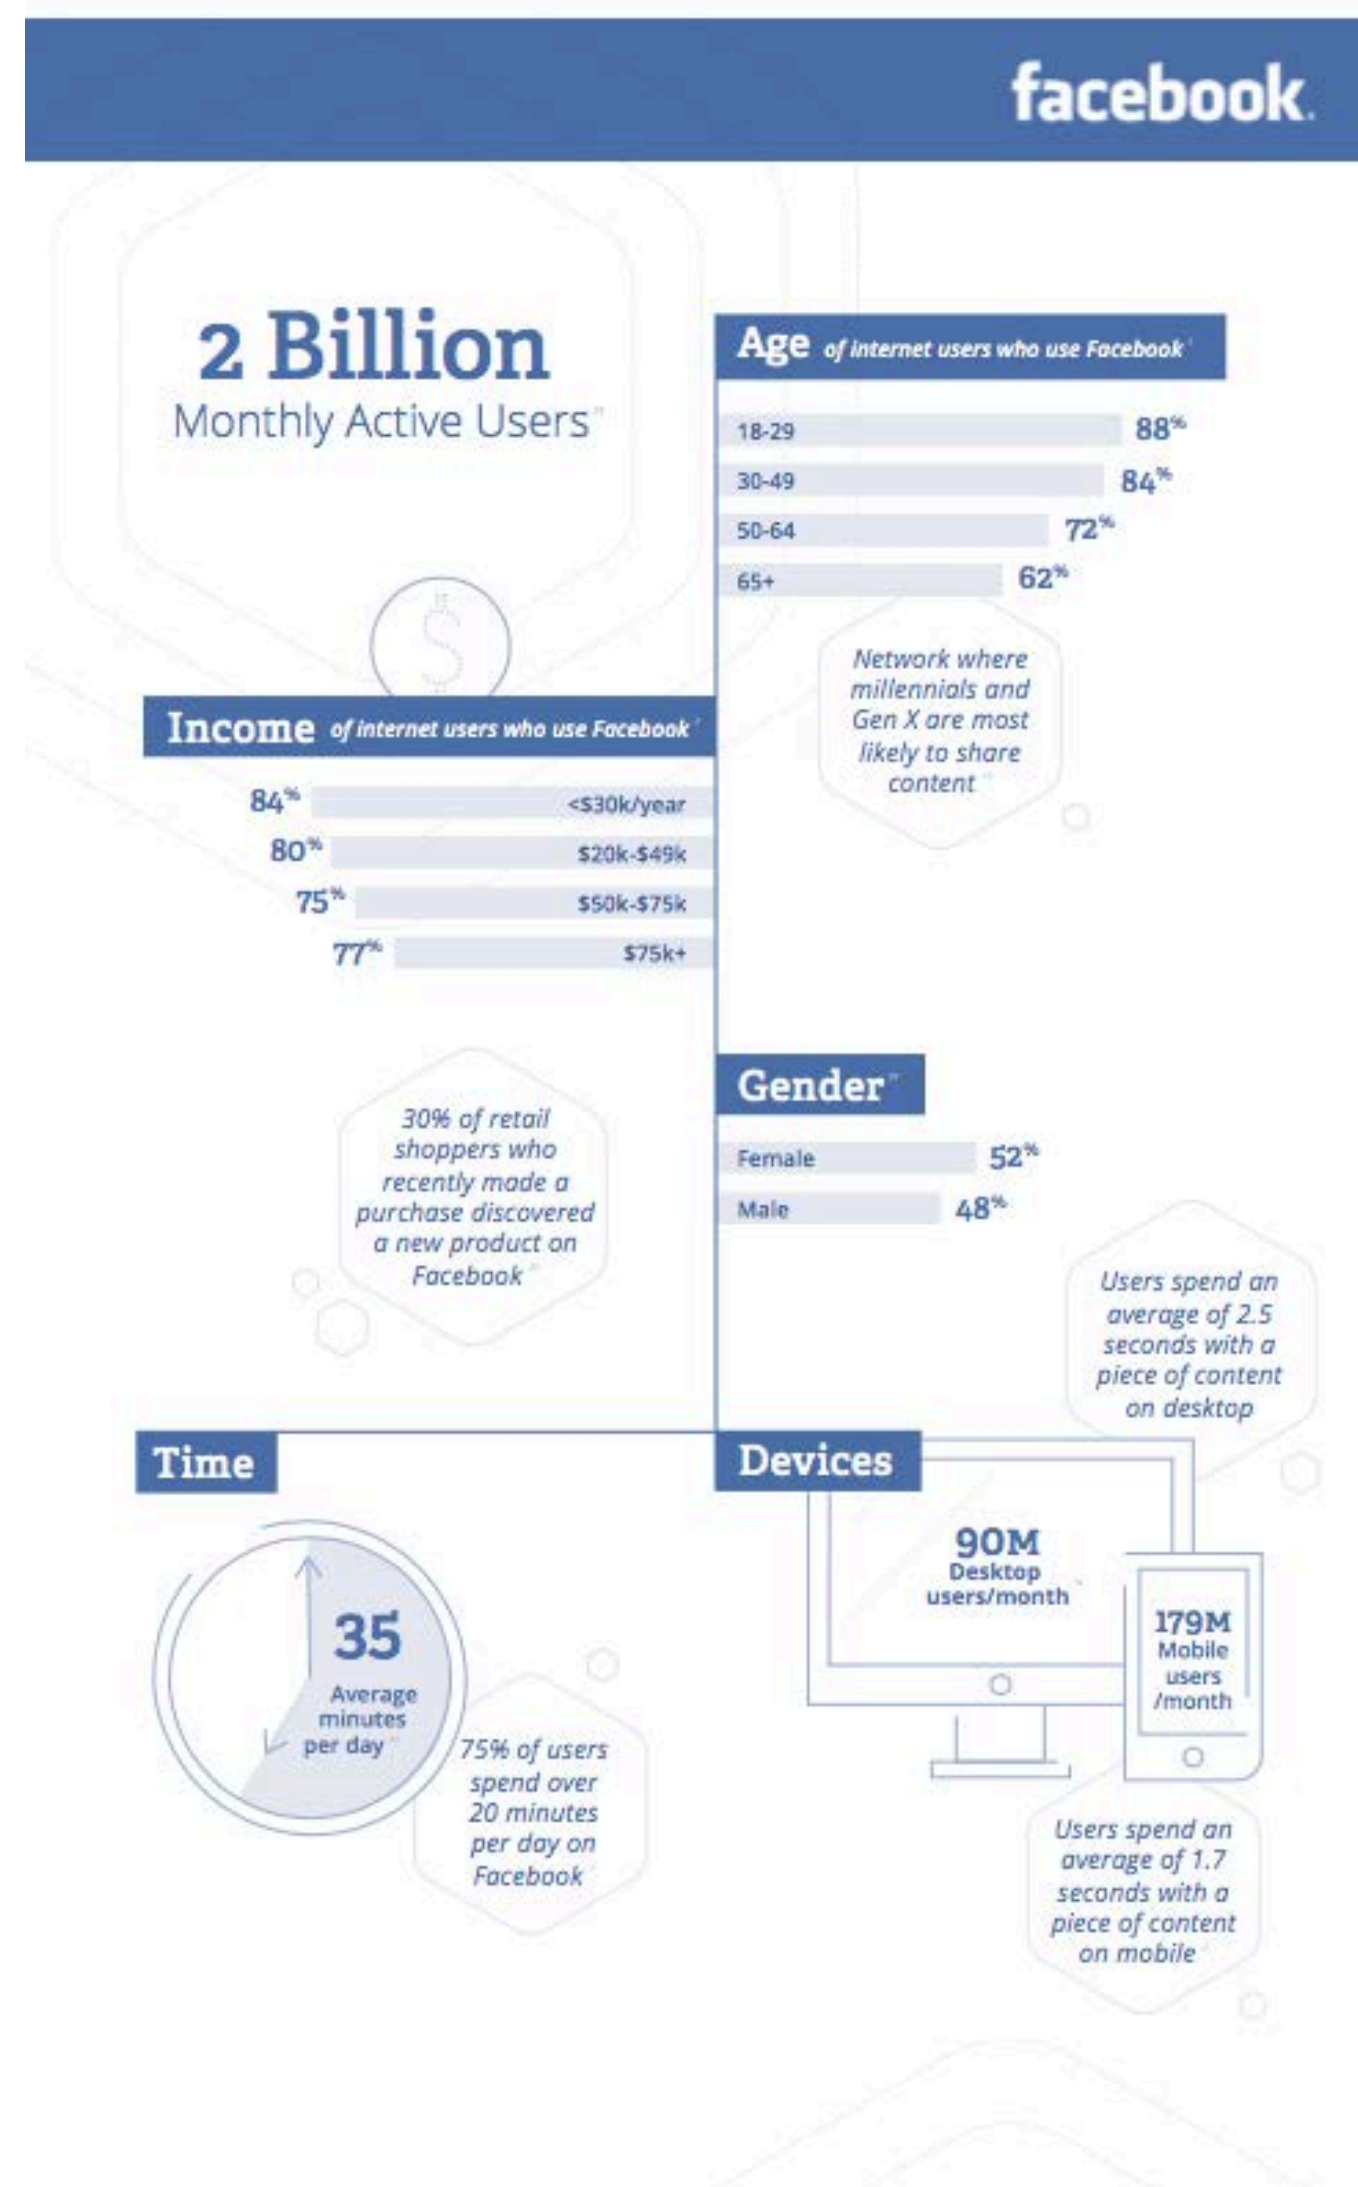 facebook.
2 Billion
Monthly Active Users
Age of internet users who use Facebook
18-29 88%
30-49 84%
50-64 72%
65+ 62%
Network where
millennials and
Gen X are most
likely to share
content
Income of internet users who use Facebook
84% <$30k/year
80% $20k-$49k
75% $50k-$75k
77% $75k+
30% of retail
shoppers who
recently made a
purchase discovered
a new product on
Facebook
Gender
Female 52%
Male 48%
Users spend an
average of 2.5
seconds with a
piece of content
on desktop
Time
35
Average
minutes
per day
75% of users
spend over
20 minutes
per day on
Facebook
Devices
90M
Desktop
users/month
179M
Mobile
users
/month
Users spend an
average of 1.7
seconds with a
piece of content
on mobile